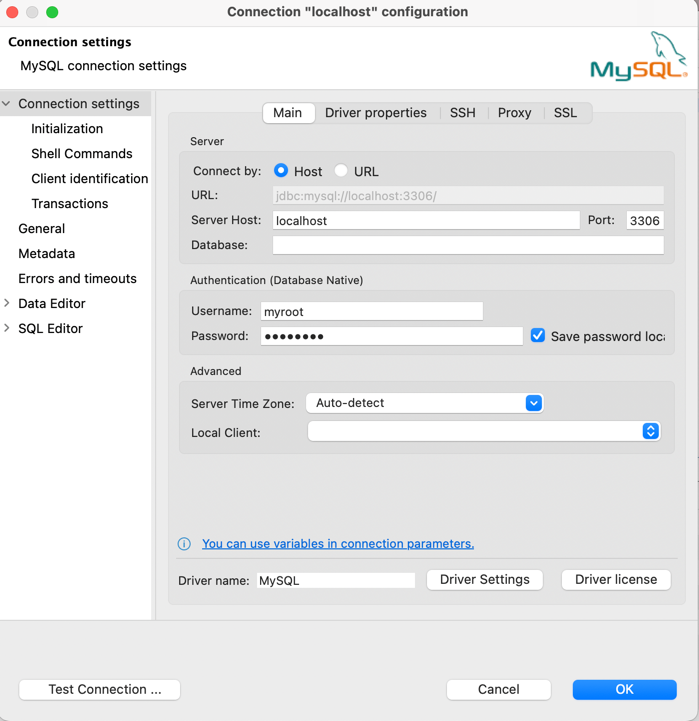 Connection "localhost" configuration
Connection settings
MySQL connection settings
MySQL®
Connection settings
Initialization
Shell Commands
Client identification
Transactions
General
Metadata
Errors and timeouts
Data Editor
SQL Editor
Main Driver properties SSH Proxy SSL
Server
Connect by: Host URL
URL: jdbc:mysql://localhost:3306/
Server Host: localhost Port: 3306
Database:
Authentication (Database Native)
Username: myroot
Password: •••••••• Save password loca
Advanced
Server Time Zone: Auto-detect
Local Client:
You can use variables in connection parameters.
Driver name: MySQL Driver Settings Driver license
Test Connection ... Cancel OK